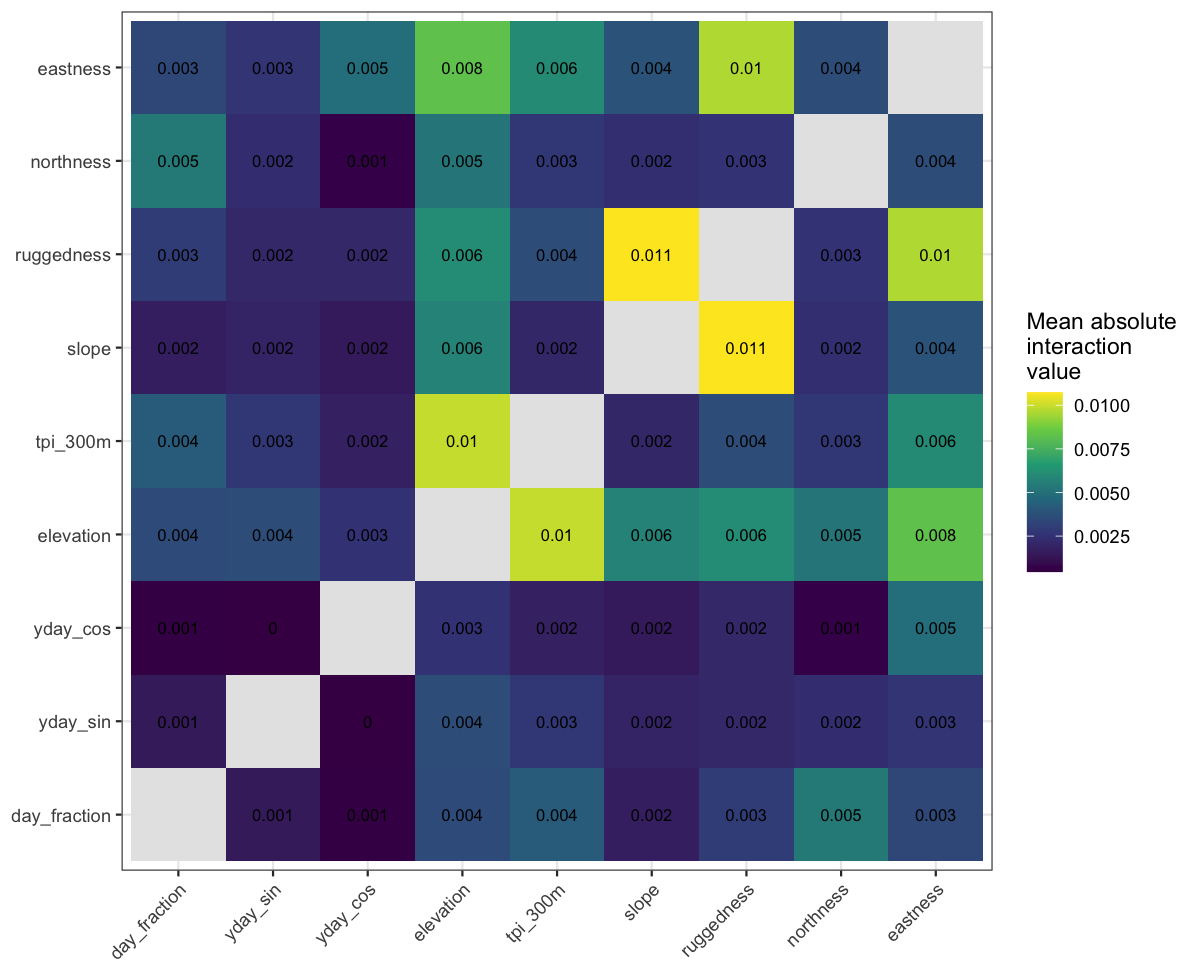 eastness 0.003 0.003 0.005 0.008 0.006 0.004 0.01 0.004
northness 0.005 0.002 0.001 0.005 0.003 0.002 0.003 0.004
ruggedness 0.003 0.002 0.002 0.006 0.004 0.011 0.003 0.01
slope 0.002 0.002 0.002 0.006 0.002 0.011 0.002 0.004
tpi_300m 0.004 0.003 0.002 0.01 0.002 0.004 0.003 0.006
elevation 0.004 0.004 0.003 0.01 0.006 0.006 0.005 0.008
yday_cos 0.001 0 0.003 0.002 0.002 0.002 0.001 0.005
yday_sin 0.001 0 0.004 0.003 0.002 0.002 0.002 0.003
day_fraction 0.001 0.001 0.004 0.004 0.002 0.003 0.005 0.003
day_fraction yday_sin yday_cos elevation tpi_300m slope ruggedness northness eastness
Mean absolute
interaction
value
0.0100
0.0075
0.0050
0.0025